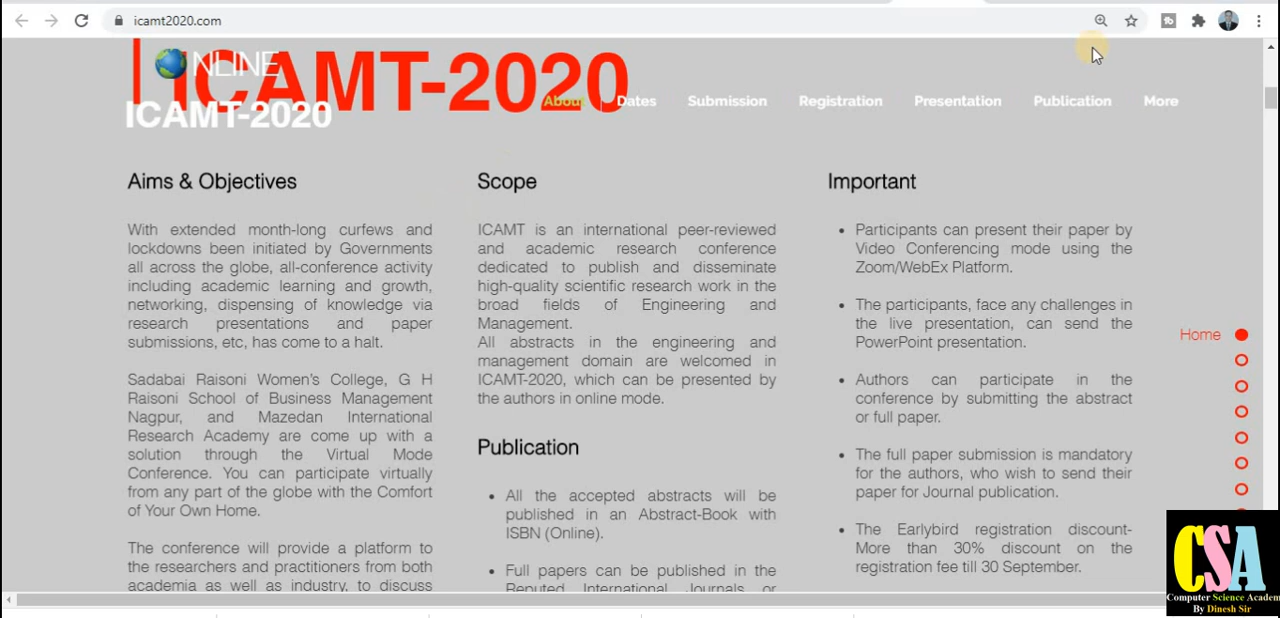 icamt2020.com
ICAMT-2020
ONLINE
ICAMT-2020
About
Dates
Submission
Registration
Presentation
Publication
More
Aims & Objectives
With extended month-long curfews and
lockdowns been initiated by Governments
all across the globe, all-conference activity
including academic learning and growth,
networking, dispensing of knowledge via
research presentations and paper
submissions, etc, has come to a halt.
Sadabai Raisoni Women's College, G H
Raisoni School of Business Management
Nagpur, and Mazedan International
Research Academy are come up with a
solution through the Virtual Mode
Conference. You can participate virtually
from any part of the globe with the Comfort
of Your Own Home.
The conference will provide a platform to
the researchers and practitioners from both
academia as well as industry, to discuss
Scope
ICAMT is an international peer-reviewed
and academic research conference
dedicated to publish and disseminate
high-quality scientific research work in the
broad fields of Engineering and
Management.
All abstracts in the engineering and
management domain are welcomed in
ICAMT-2020, which can be presented by
the authors in online mode.
Publication
• All the accepted abstracts will be
published in an Abstract-Book with
ISBN (Online).
• Full papers can be published in the
Reputed International Journals or
Important
• Participants can present their paper by
Video Conferencing mode using the
Zoom/WebEx Platform.
• The participants, face any challenges in
the live presentation, can send the
PowerPoint presentation.
• Authors can participate in the
conference by submitting the abstract
or full paper.
• The full paper submission is mandatory
for the authors, who wish to send their
paper for Journal publication.
• The Earlybird registration discount-
More than 30% discount on the
registration fee till 30 September.
Home
CSA
Computer Science Academ
By Dinesh Sir